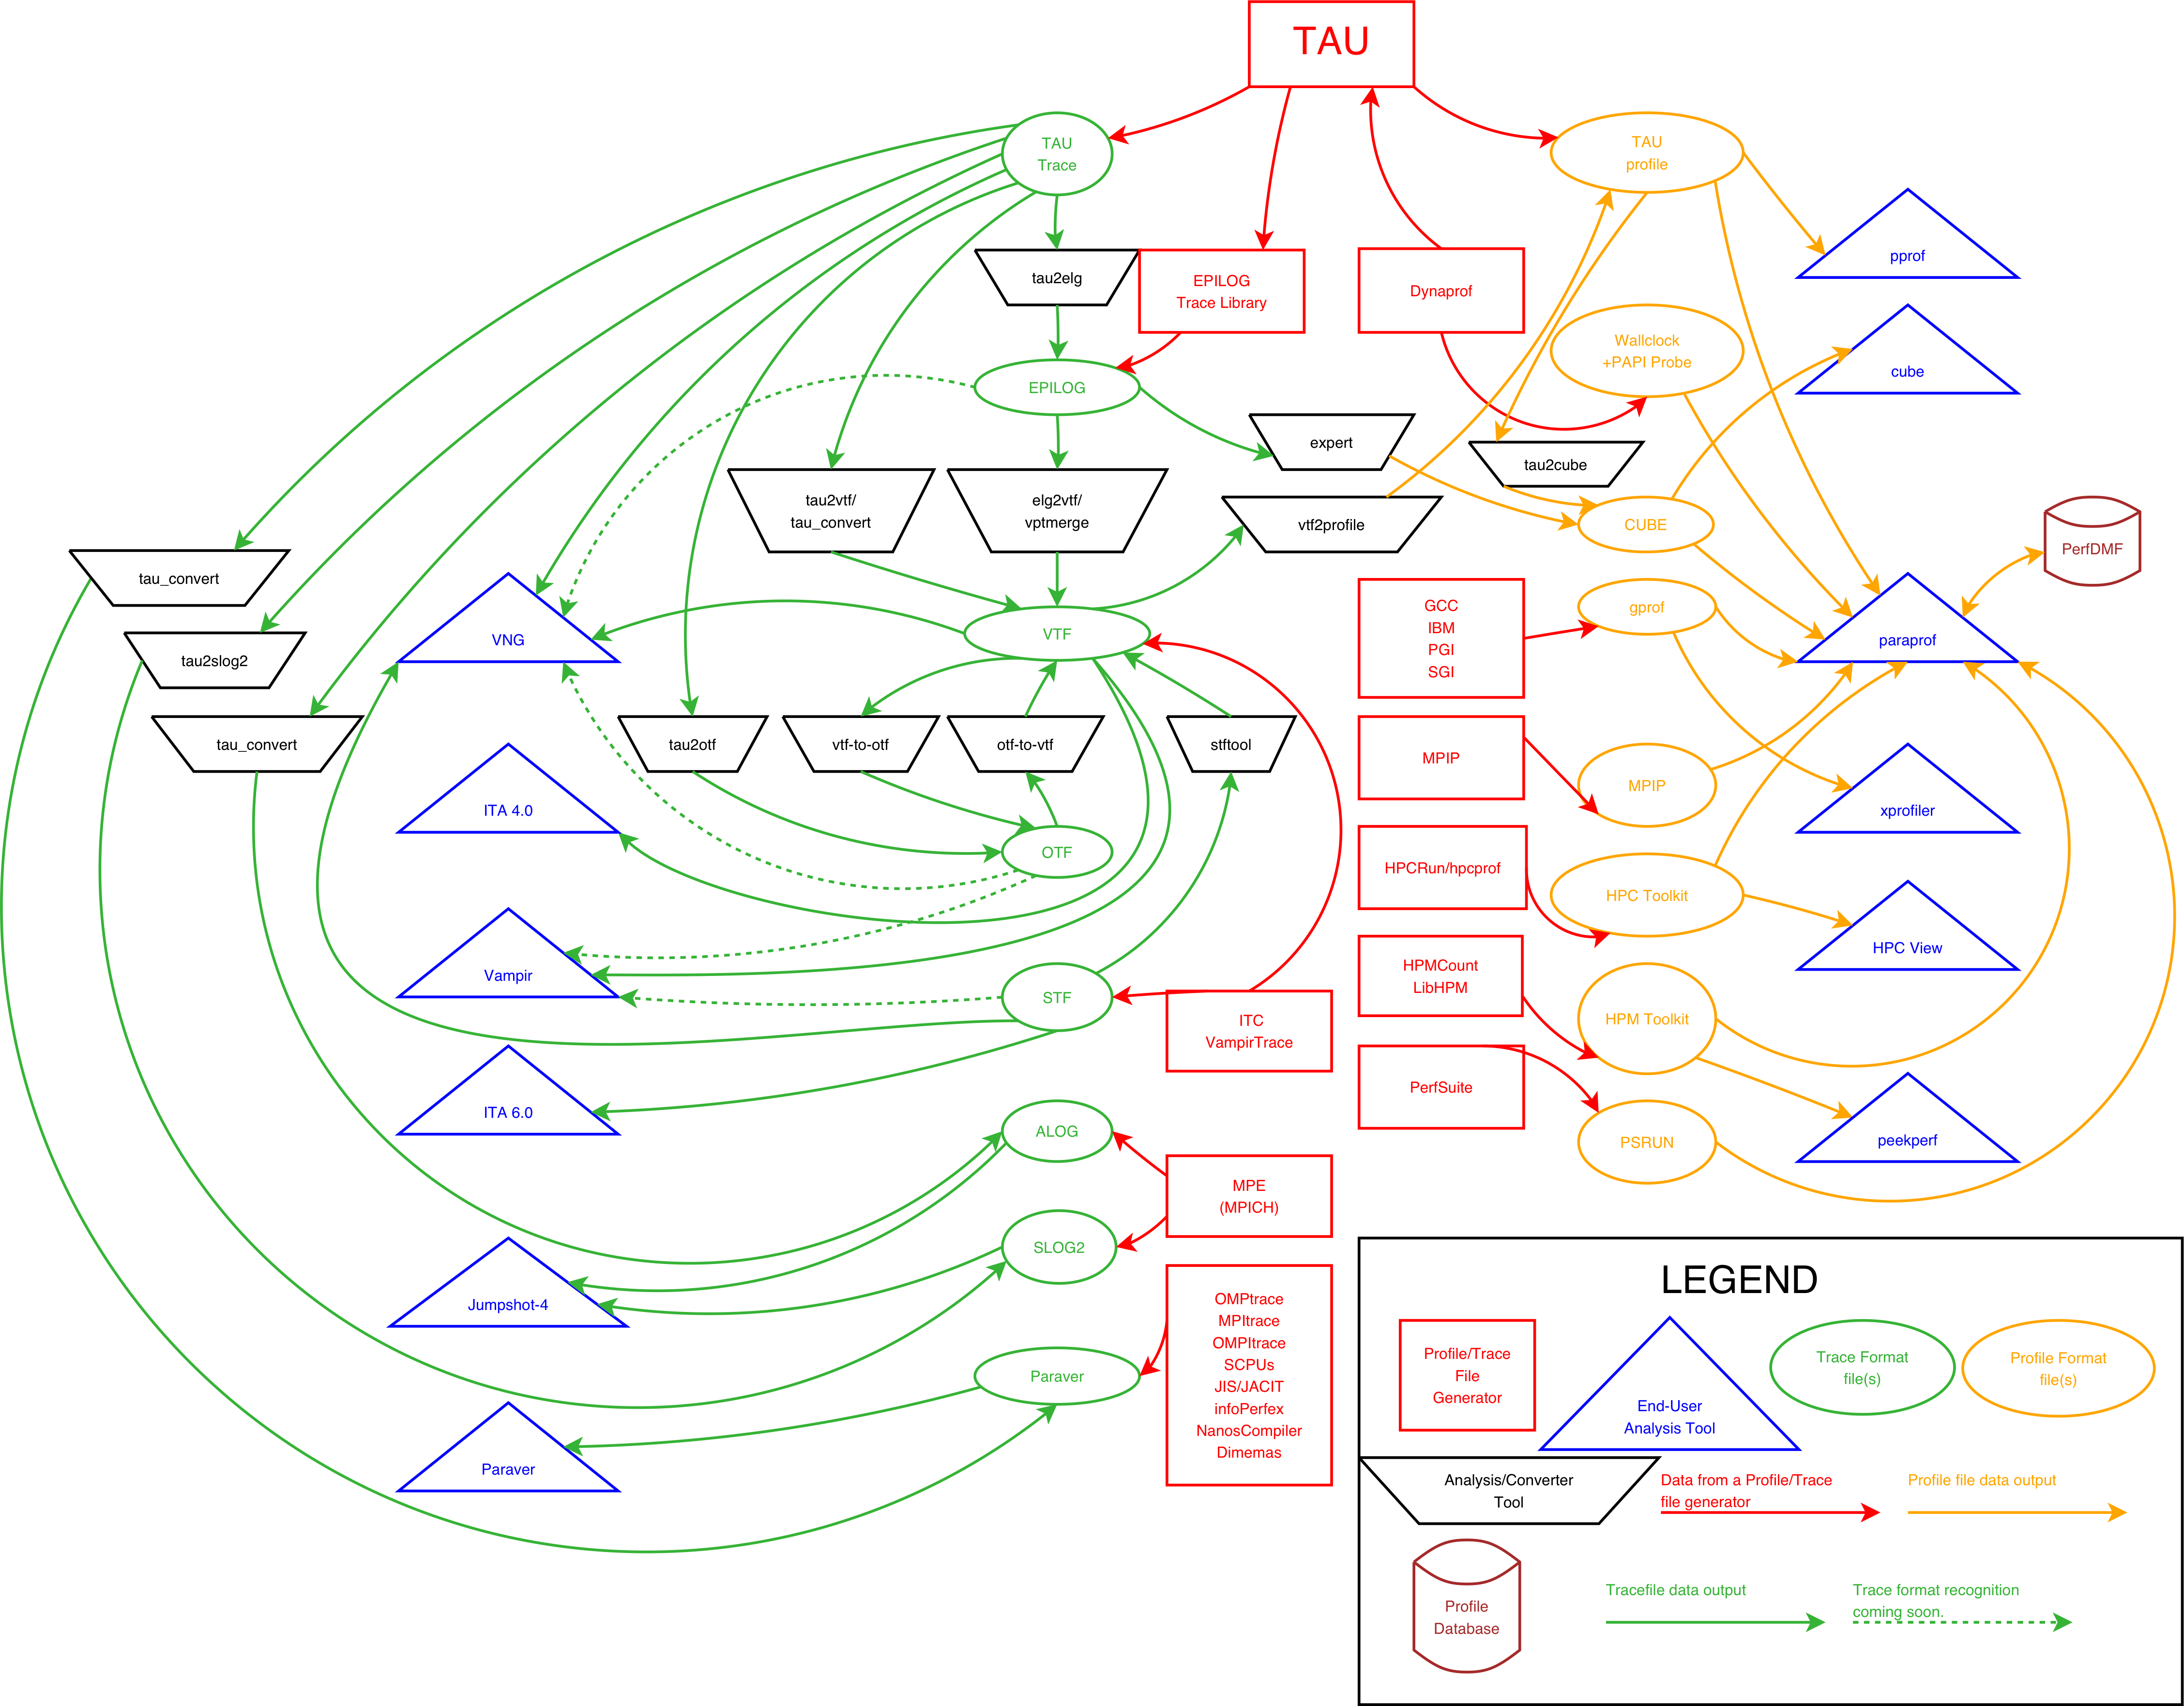 TAU
TAU
Trace
TAU
profile
pprof
tau2elg
EPILOG
Trace Library
Dynaprof
Wallclock
+PAPI Probe
cube
EPILOG
expert
tau2cube
tau2vtf/
tau_convert
elg2vtf/
vptmerge
vtf2profile
CUBE
PerfDMF
tau_convert
VNG
VTF
GCC
IBM
PGI
SGI
gprof
paraprof
tau2slog2
tau_convert
tau2otf
vtf-to-otf
otf-to-vtf
stftool
MPIP
MPIP
xprofiler
ITA 4.0
OTF
HPCRun/hpcprof
HPC Toolkit
HPC View
Vampir
STF
ITC
VampirTrace
HPMCount
LibHPM
HPM Toolkit
PerfSuite
PSRUN
peekperf
ITA 6.0
ALOG
MPE
(MPICH)
SLOG2
Jumpshot-4
OMPtrace
MPItrace
OMPItrace
SCPUs
JIS/JACIT
infoPerfex
NanosCompiler
Dimemas
Paraver
Paraver
LEGEND
Profile/Trace
File
Generator
End-User
Analysis Tool
Trace Format
file(s)
Profile Format
file(s)
Analysis/Converter
Tool
Data from a Profile/Trace
file generator
Profile file data output
Profile
Database
Tracefile data output
Trace format recognition
coming soon.